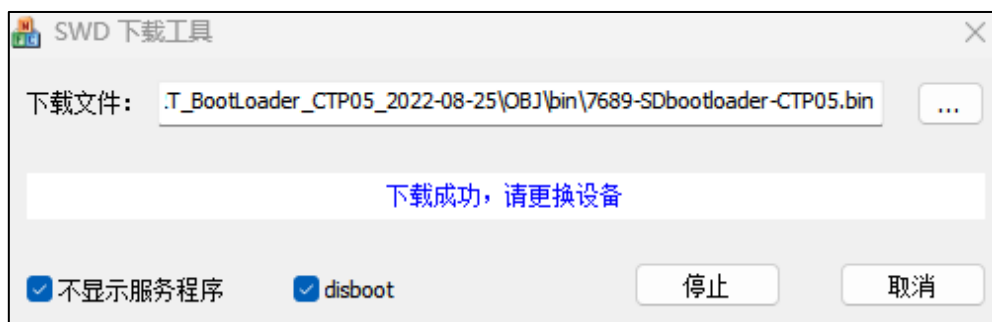 SWD 下载工具
下载文件： .T_BootLoader_CTP05_2022-08-25\OBJ\bin\7689-SDbootloader-CTP05.bin ...
下载成功，请更换设备
不显示服务程序 disboot 停止 取消